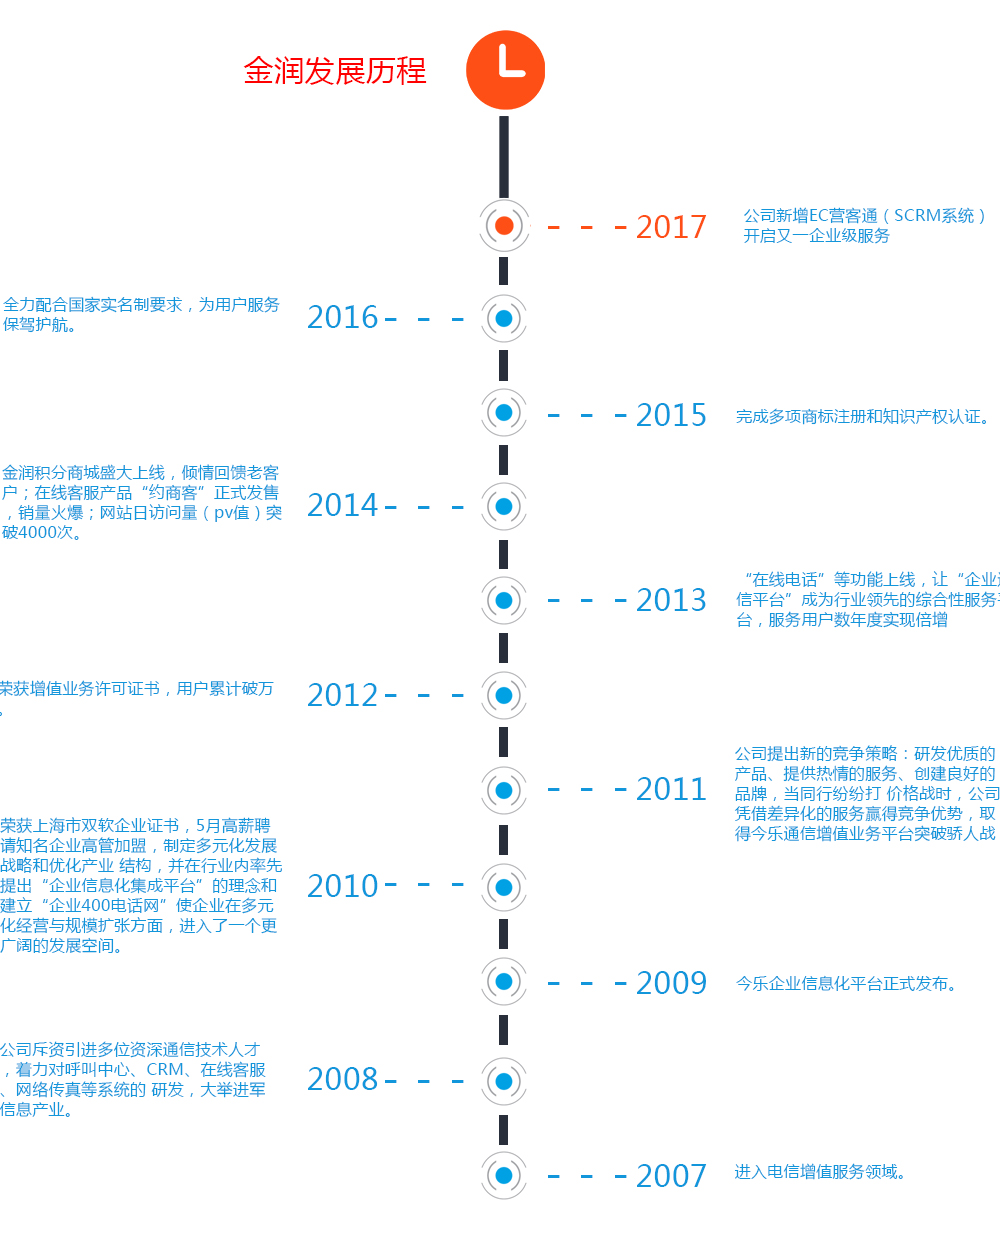 金润发展历程
2017
公司新增EC营客通（SCRM系统）
开启又一企业级服务
全力配合国家实名制要求，为用户服务
保驾护航。
2016
2015
完成多项商标注册和知识产权认证。
金润积分商城盛大上线，倾情回馈老客
户；在线客服产品“约商客”正式发售
，销量火爆；网站日访问量（pv值）突
破4000次。
2014
2013
“在线电话”等功能上线，让“企业通
信平台”成为行业领先的综合性服务平
台，服务用户数年度实现倍增
荣获增值业务许可证书，用户累计破万
。
2012
2011
公司提出新的竞争策略：研发优质的
产品、提供热情的服务、创建良好的
品牌，当同行纷纷打 价格战时，公司
凭借差异化的服务赢得竞争优势，取
得今乐通信增值业务平台突破骄人战
荣获上海市双软企业证书，5月高薪聘
请知名企业高管加盟，制定多元化发展
战略和优化产业 结构，并在行业内率先
提出“企业信息化集成平台”的理念和
建立“企业400电话网”使企业在多元
化经营与规模扩张方面，进入了一个更
广阔的发展空间。
2010
2009
今乐企业信息化平台正式发布。
公司斥资引进多位资深通信技术人才
，着力对呼叫中心、CRM、在线客服
、网络传真等系统的 研发，大举进军
信息产业。
2008
2007
进入电信增值服务领域。